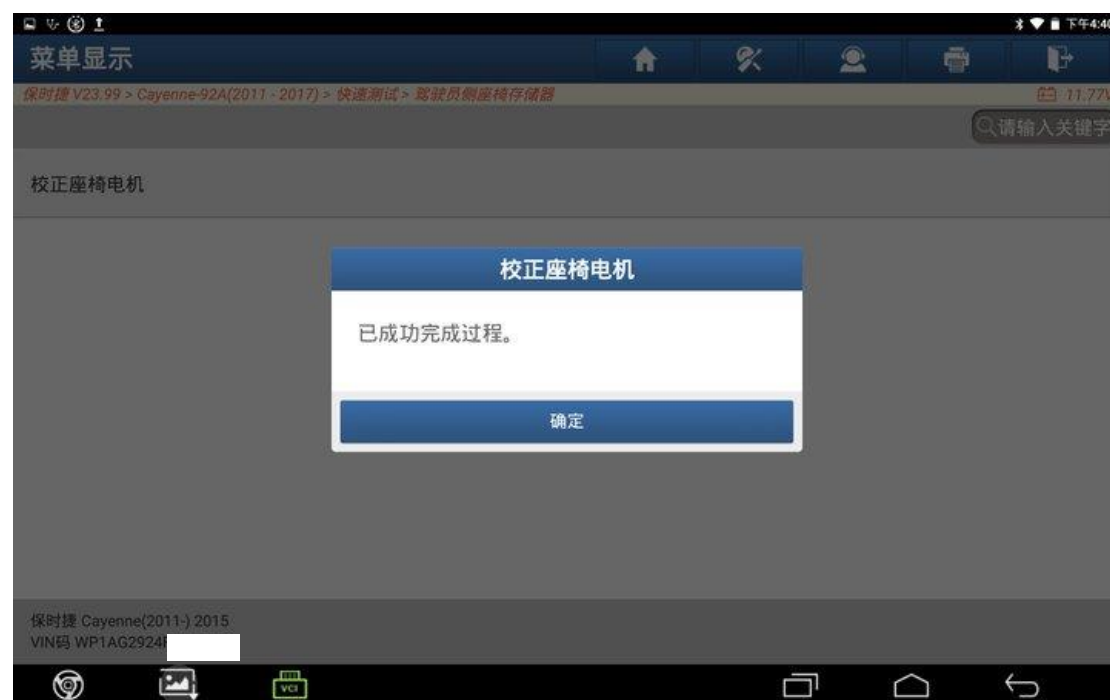 下午4:40
菜单显示
保时捷 V23.99 > Cayenne-92A(2011 - 2017) > 快速测试 > 驾驶员侧座椅存储器
11.77V
请输入关键字
校正座椅电机
校正座椅电机
已成功完成过程。
确定
保时捷 Cayenne(2011-) 2015
VIN码 WP1AG2924
VCI